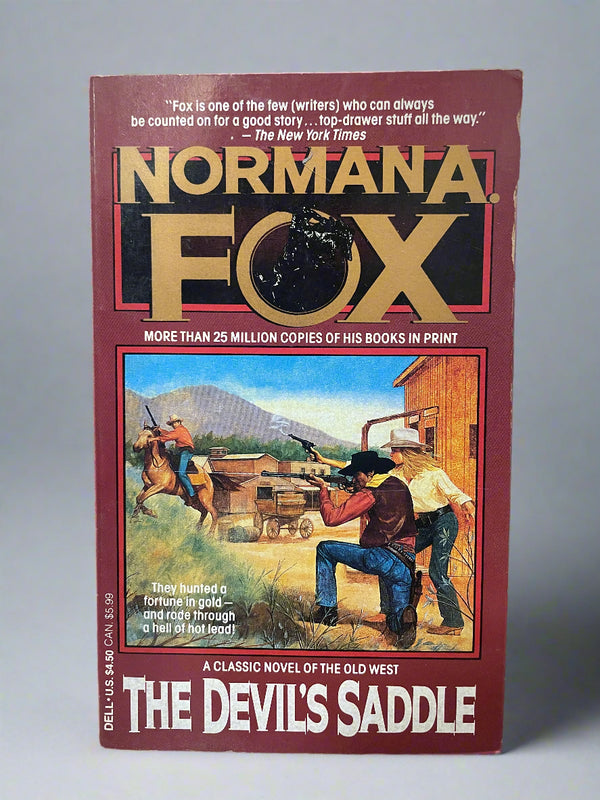 "Fox is one of the few (writers) who can always
be counted on for a good story...top-drawer stuff all the way."
— The New York Times
NORMAN A.
FOX
MORE THAN 25 MILLION COPIES OF HIS BOOKS IN PRINT
They hunted a
fortune in gold—
and rode through
a hell of hot lead!
A CLASSIC NOVEL OF THE OLD WEST
THE DEVIL'S SADDLE
DELL • U.S. $4.50 CAN. $5.99